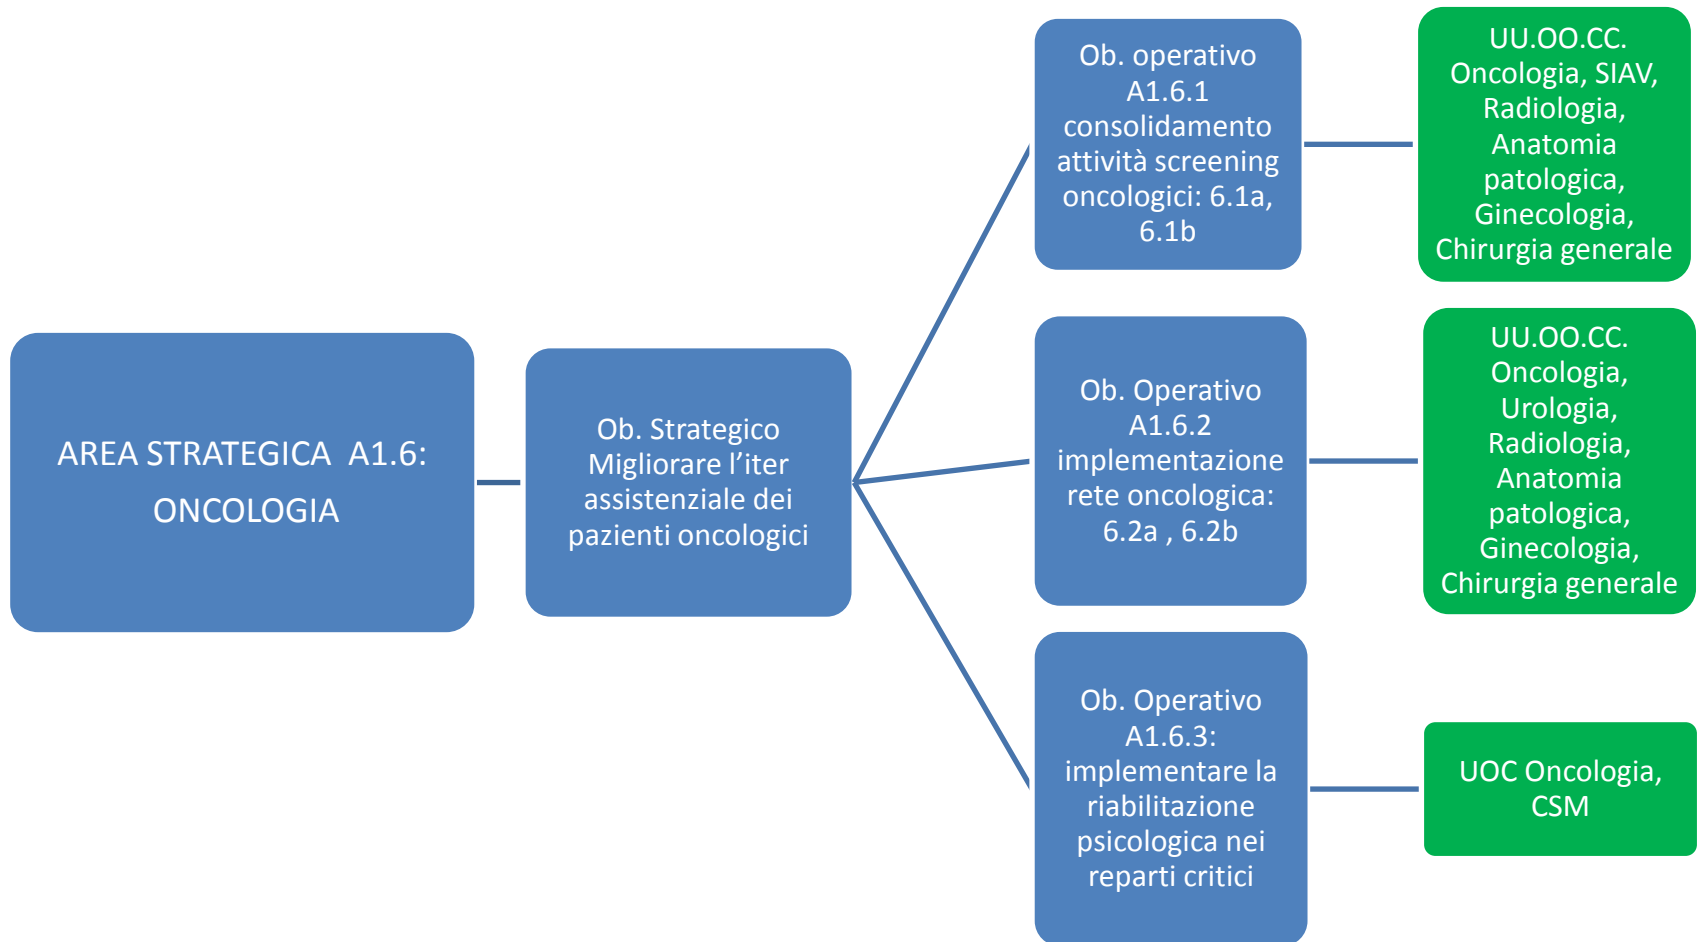 AREA STRATEGICA A1.6:
ONCOLOGIA
Ob. Strategico
Migliorare l’iter
assistenziale dei
pazienti oncologici
Ob. operativo
A1.6.1
consolidamento
attività screening
oncologici: 6.1a,
6.1b
UU.OO.CC.
Oncologia, SIAV,
Radiologia,
Anatomia
patologica,
Ginecologia,
Chirurgia generale
Ob. Operativo
A1.6.2
implementazione
rete oncologica:
6.2a , 6.2b
UU.OO.CC.
Oncologia,
Urologia,
Radiologia,
Anatomia
patologica,
Ginecologia,
Chirurgia generale
Ob. Operativo
A1.6.3:
implementare la
riabilitazione
psicologica nei
reparti critici
UOC Oncologia,
CSM